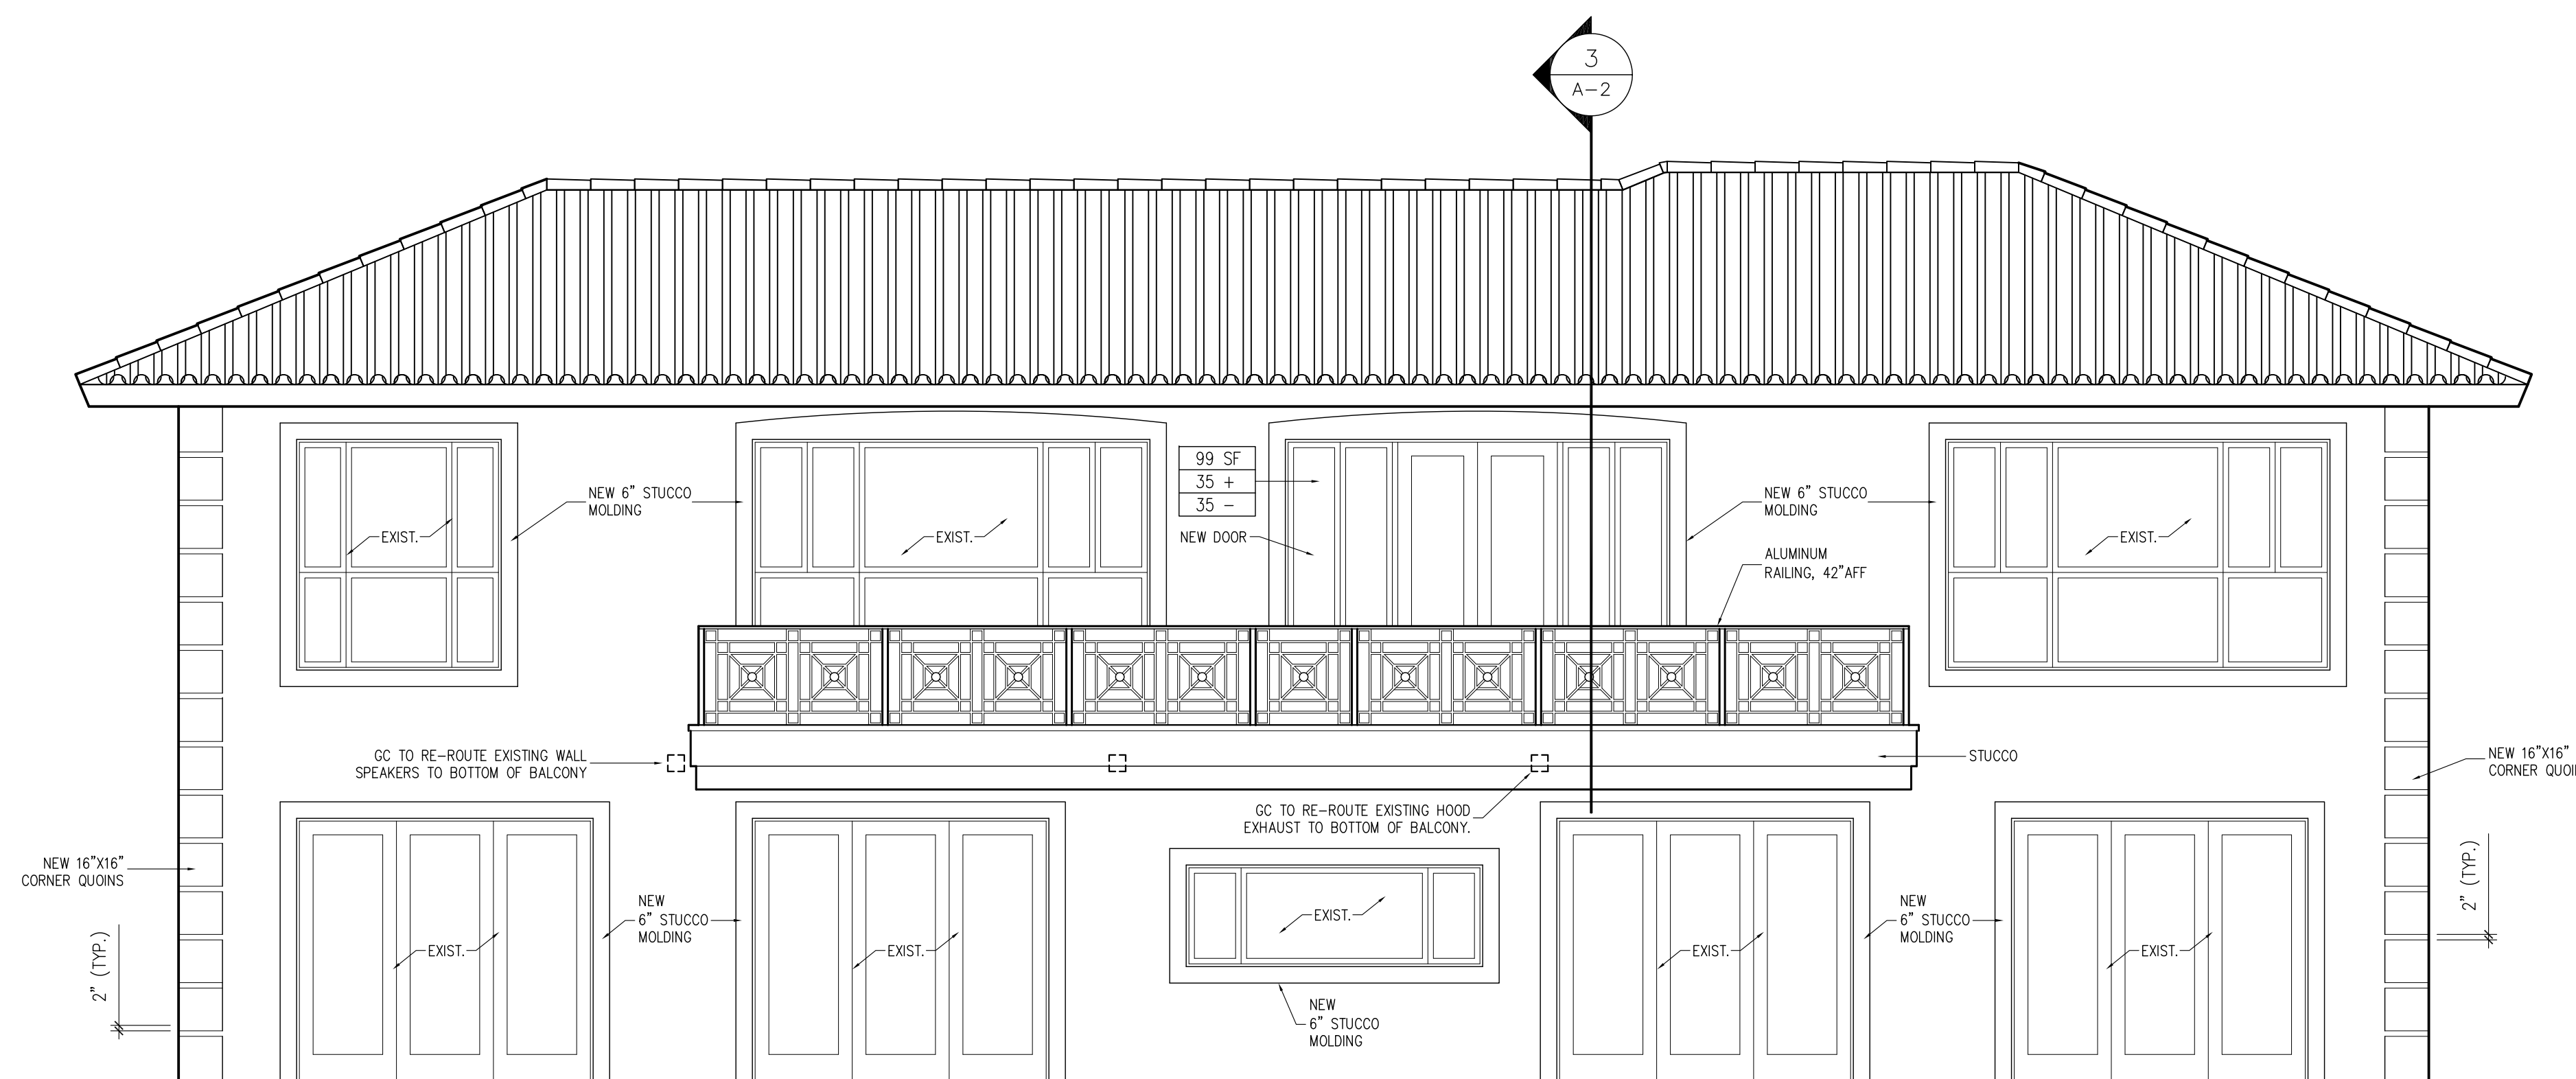 3
A-2
99 SF
35 +
35 -
NEW DOOR
NEW 6" STUCCO
MOLDING
NEW 6" STUCCO
MOLDING
EXIST.
EXIST.
EXIST.
ALUMINUM
RAILING, 42"AFF
GC TO RE-ROUTE EXISTING WALL
SPEAKERS TO BOTTOM OF BALCONY
STUCCO
NEW 16"X16"
CORNER QUOI
GC TO RE-ROUTE EXISTING HOOD
EXHAUST TO BOTTOM OF BALCONY.
NEW 16"X16"
CORNER QUOINS
2" (TYP.)
NEW
6" STUCCO
MOLDING
NEW
6" STUCCO
MOLDING
2" (TYP.)
EXIST.
EXIST.
EXIST.
EXIST.
EXIST.
NEW
6" STUCCO
MOLDING